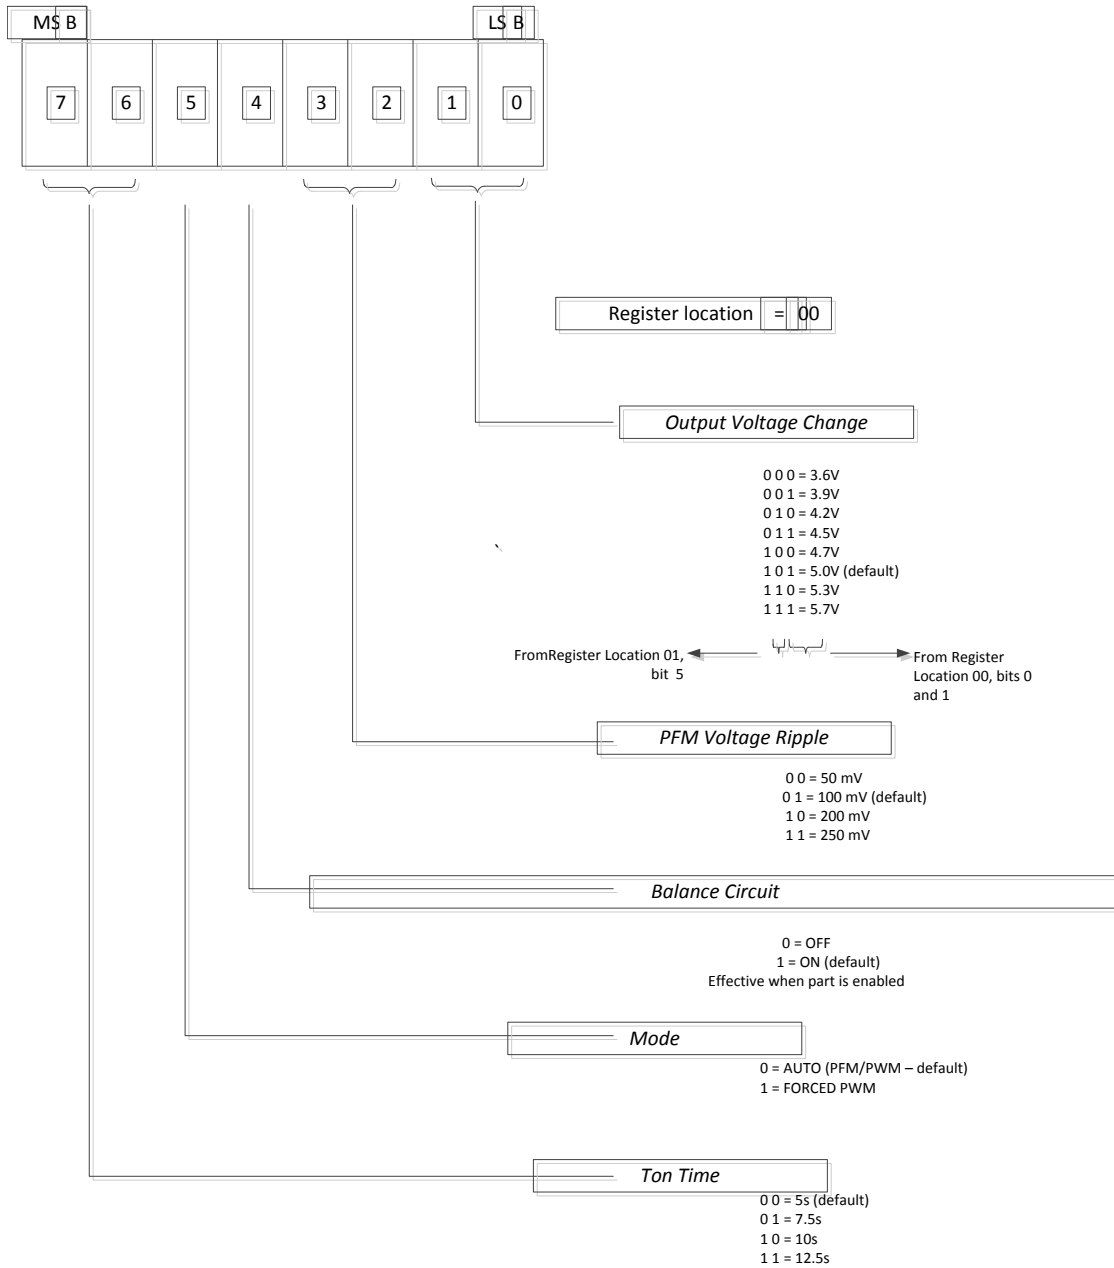 MSB LSB
7 6 5 4 3 2 1 0
Register location = 00
Output Voltage Change
0 0 0 = 3.6V
0 0 1 = 3.9V
0 1 0 = 4.2V
0 1 1 = 4.5V
1 0 0 = 4.7V
1 0 1 = 5.0V (default)
1 1 0 = 5.3V
1 1 1 = 5.7V
FromRegister Location 01,
bit 5
From Register
Location 00, bits 0
and 1
PFM Voltage Ripple
0 0 = 50 mV
0 1 = 100 mV (default)
1 0 = 200 mV
1 1 = 250 mV
Balance Circuit
0 = OFF
1 = ON (default)
Effective when part is enabled
Mode
0 = AUTO (PFM/PWM – default)
1 = FORCED PWM
Ton Time
0 0 = 5s (default)
0 1 = 7.5s
1 0 = 10s
1 1 = 12.5s